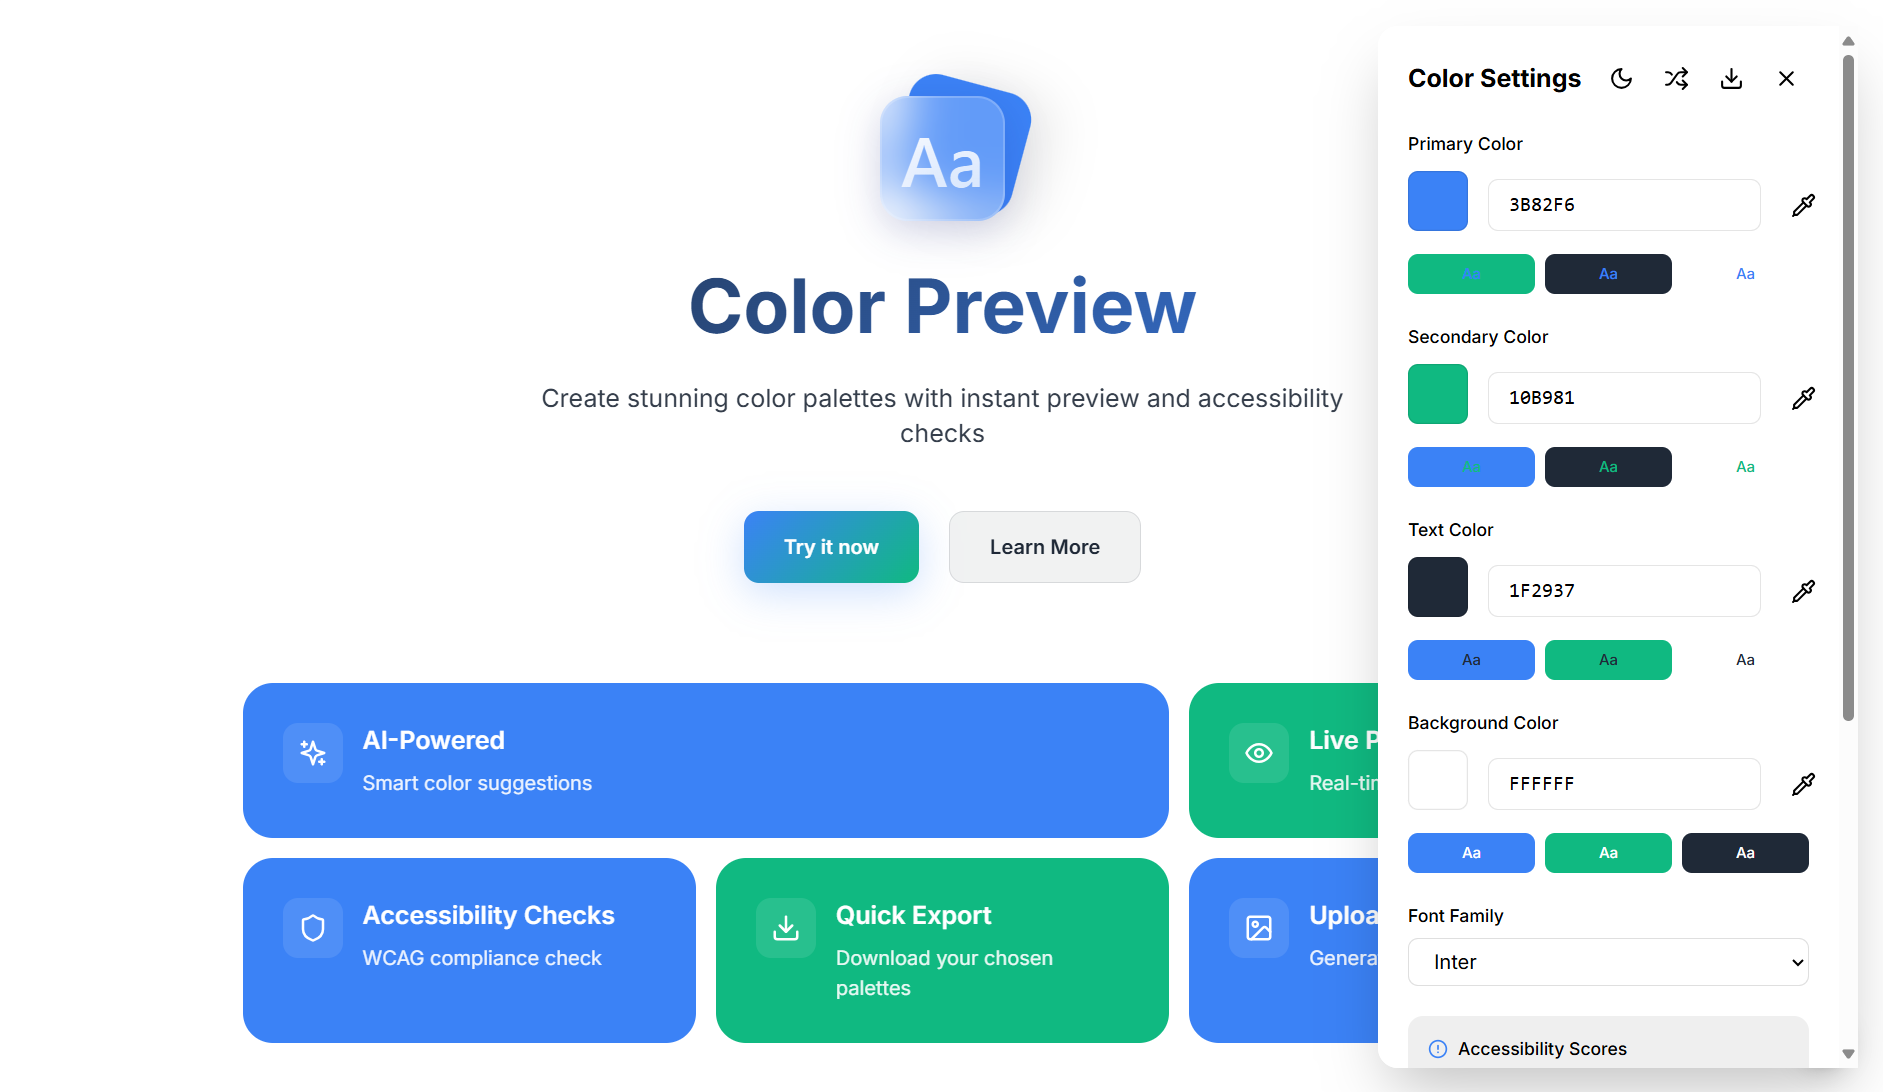 Aa
Color Preview
Create stunning color palettes with instant preview and accessibility
checks
Try it now
Learn More
AI-Powered
Smart color suggestions
Live P
Real-tim
Accessibility Checks
WCAG compliance check
Quick Export
Download your chosen
palettes
Uploa
Genera
Color Settings
Primary Color
3B82F6
Aa
Aa
Aa
Secondary Color
10B981
Aa
Aa
Aa
Text Color
1F2937
Aa
Aa
Aa
Background Color
FFFFFF
Aa
Aa
Aa
Font Family
Inter
Accessibility Scores